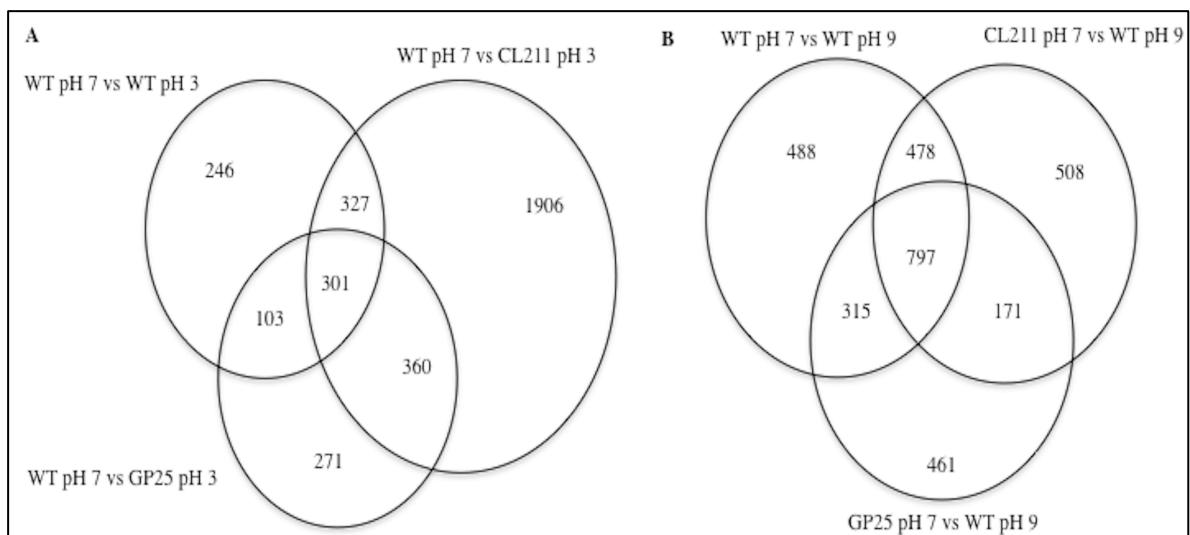 A
WT pH 7 vs WT pH 3
WT pH 7 vs CL211 pH 3
246
327
1906
301
103
360
271
WT pH 7 vs GP25 pH 3
B
WT pH 7 vs WT pH 9
CL211 pH 7 vs WT pH 9
488
478
508
797
315
171
461
GP25 pH 7 vs WT pH 9